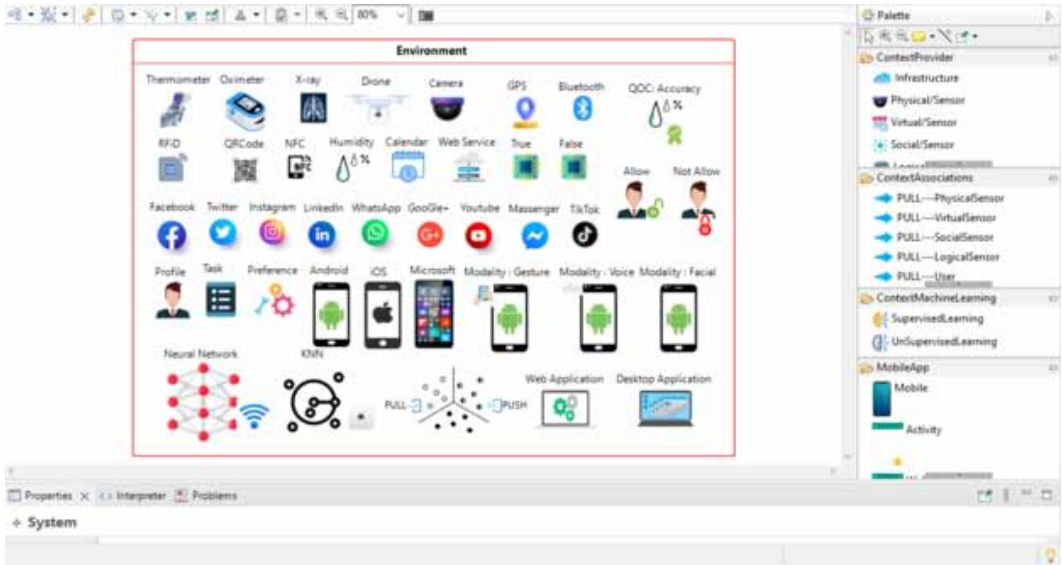 80%
Palette
Environment
Thermometer Oximeter X-ray Drone Camera GPS Bluetooth QOC: Accuracy
RFiD QRCode NFC Humidity Calendar Web Service True False
NFC
Allow Not Allow
Facebook Twitter Instagram LinkedIn WhatsApp GooGle+ Youtube Massenger TikTok
Profile Task Preference Android iOS Microsoft Modality : Gesture Modality : Voice Modality : Facial
Neural Network KNN
PULL PUSH
Web Application Desktop Application
ContextProvider
Infrastructure
Physical/Sensor
Virtual/Sensor
Social/Sensor
ContextAssociations
PULL---PhysicalSensor
PULL---VirtualSensor
PULL---SocialSensor
PULL---LogicalSensor
PULL---User
ContextMachineLearning
SupervisedLearning
UnSupervisedLearning
MobileApp
Mobile
Activity
Properties Interpreter Problems
System